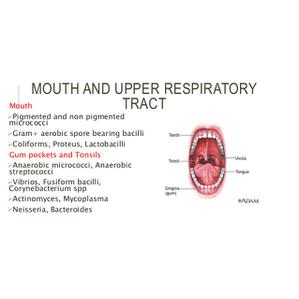 MOUTH AND UPPER RESPIRATORY
TRACT
Mouth
➢Pigmented and non pigmented
micrococci
➢Gram+ aerobic spore bearing bacilli
➢Coliforms, Proteus, Lactobacilli
Gum pockets and Tonsils
➢Anaerobic micrococci, Anaerobic
streptococci
➢Vibrios, Fusiform bacilli,
Corynebacterium spp
➢Actinomyces, Mycoplasma
➢Neisseria, Bacteroides
Teeth
Tonsil
Uvula
Tongue
Gingiva
(gum)
ADAM